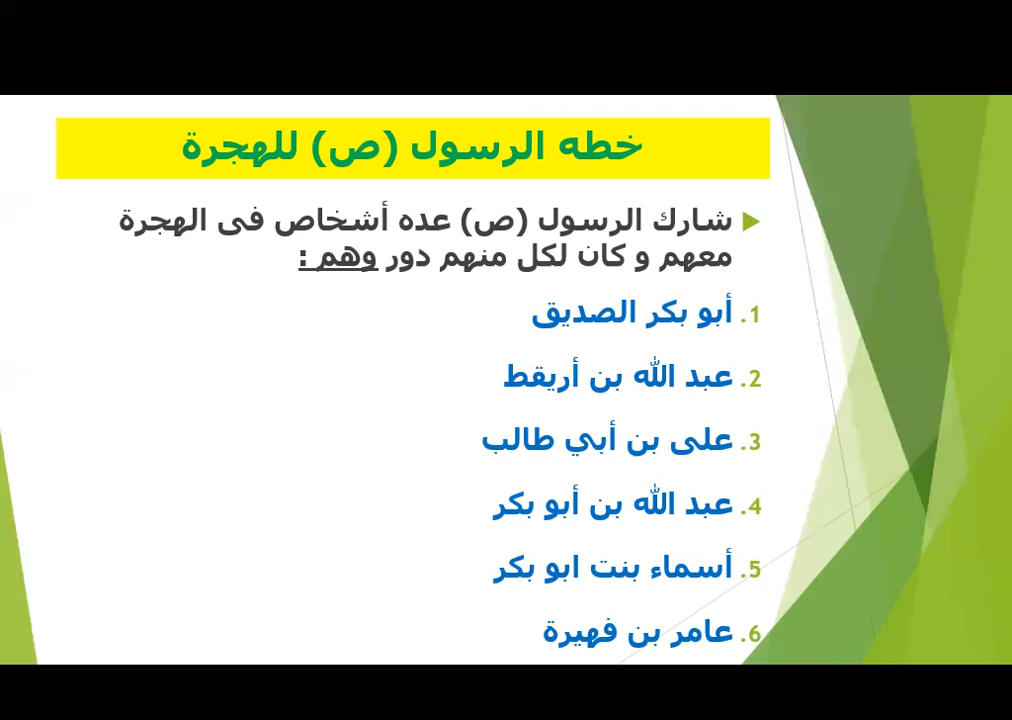 خطه الرسول (ص) للهجرة
شارك الرسول (ص) عده أشخاص فى الهجرة
معهم و كان لكل منهم دور وهم :
1. أبو بكر الصديق
2. عبد الله بن أريقط
3. على بن أبي طالب
4. عبد الله بن أبو بكر
5. أسماء بنت ابو بكر
6. عامر بن فهيرة